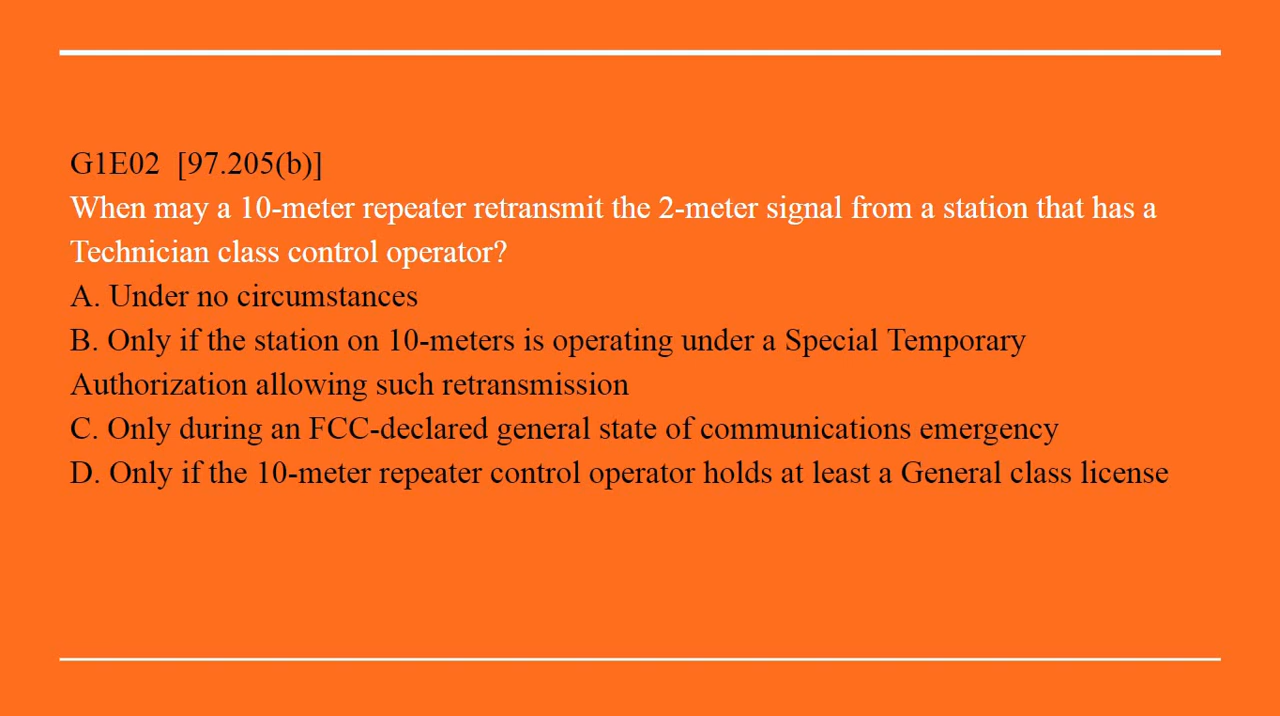 G1E02 [97.205(b)]
When may a 10-meter repeater retransmit the 2-meter signal from a station that has a
Technician class control operator?
A. Under no circumstances
B. Only if the station on 10-meters is operating under a Special Temporary
Authorization allowing such retransmission
C. Only during an FCC-declared general state of communications emergency
D. Only if the 10-meter repeater control operator holds at least a General class license